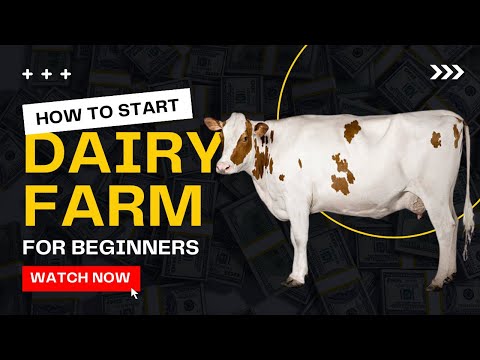 HOW TO START
DAIRY
FARM
FOR BEGINNERS
WATCH NOW